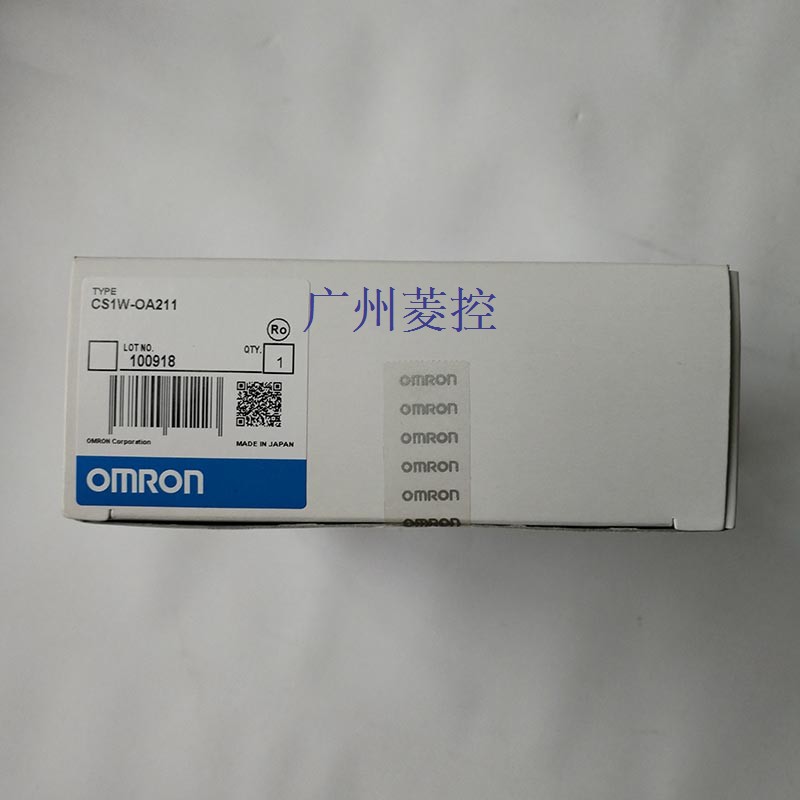 TYPE
CS1W-OA211
广州菱控
Ro
LOT NO.
QTY.
100918
1
OMRON Corporation
MADE IN JAPAN
OMRON
OMRON
OMRON
OMRON
OMRON
OMRON
OMRON